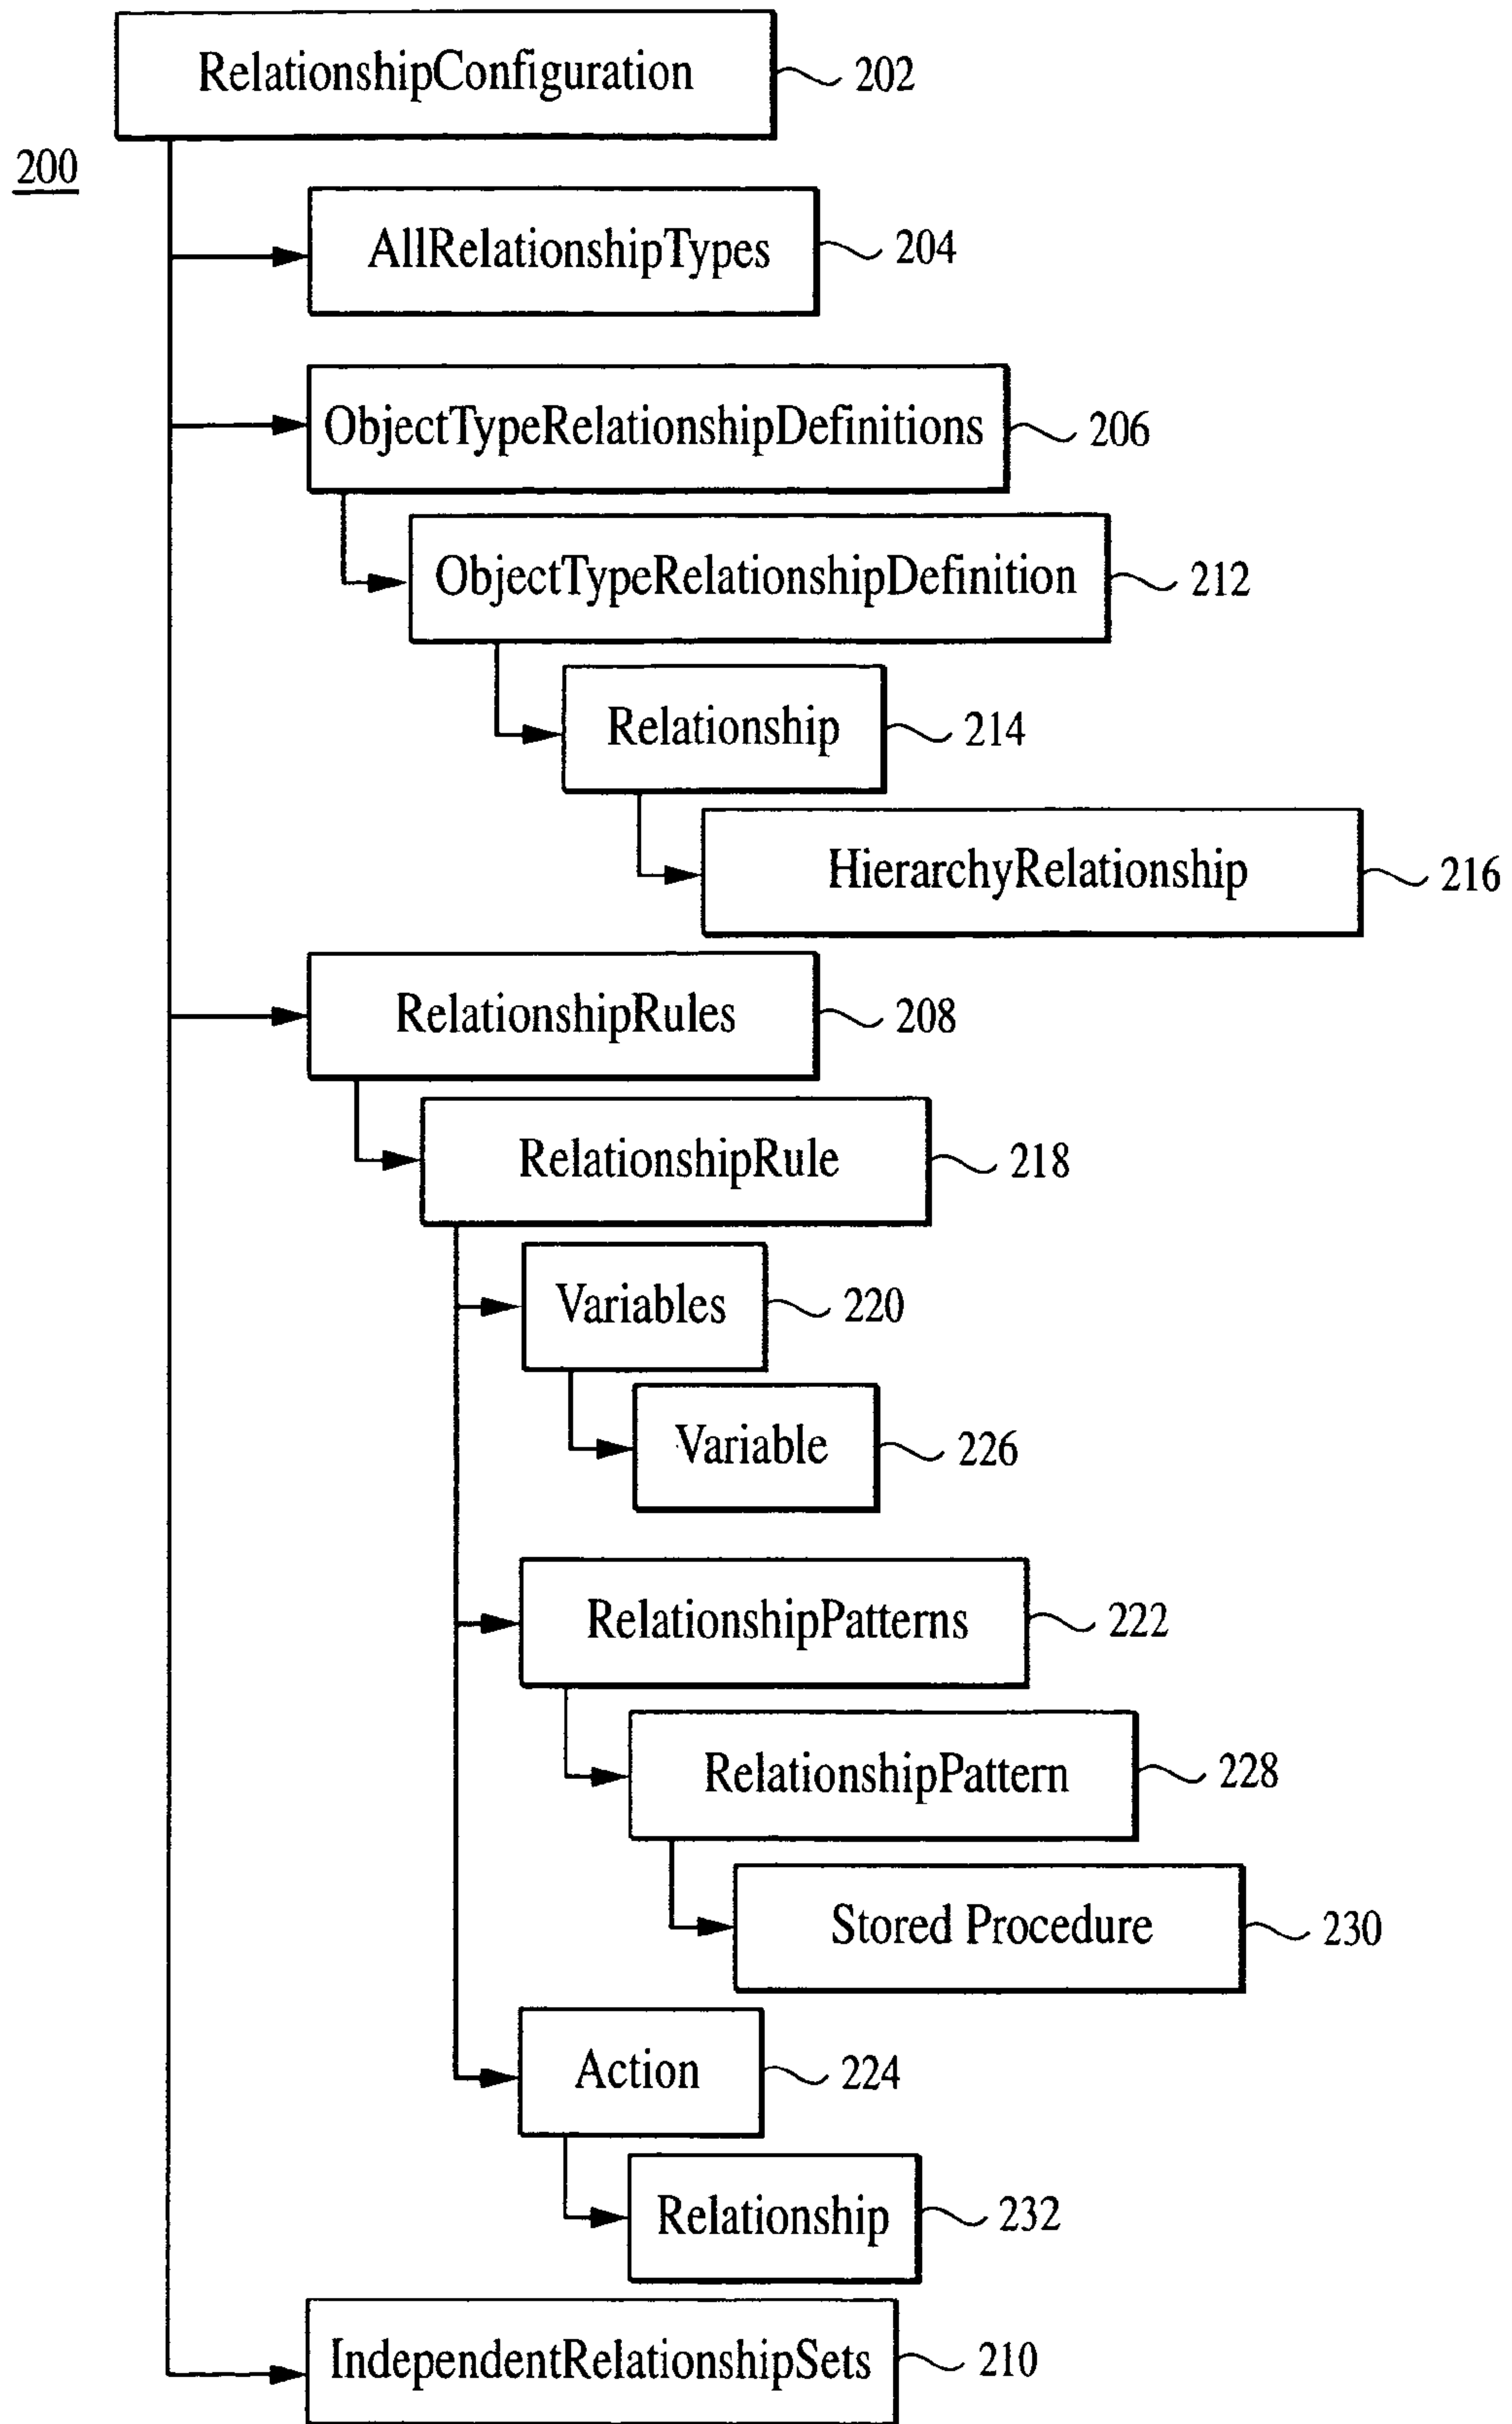 RelationshipConfiguration 202
200
AllRelationshipTypes 204
ObjectTypeRelationshipDefinitions 206
ObjectTypeRelationshipDefinition 212
Relationship 214
HierarchyRelationship 216
RelationshipRules 208
RelationshipRule 218
Variables 220
Variable 226
RelationshipPatterns 222
RelationshipPattern 228
Stored Procedure 230
Action 224
Relationship 232
IndependentRelationshipSets 210